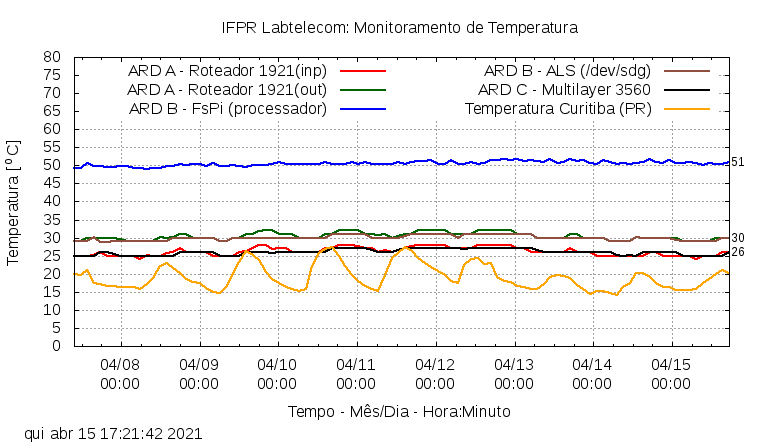 IFPR Labtelecom: Monitoramento de Temperatura
Temperatura [ º C]
80
75
70
65
60
55
50
45
40
35
30
25
20
15
10
5
0
ARD A - Roteador 1921(inp)
ARD A - Roteador 1921(out)
ARD B - FsPi (processador)
ARD B - ALS (/dev/sdg)
ARD C - Multilayer 3560
Temperatura Curitiba (PR)
51
30
26
04/08 04/09 04/10 04/11 04/12 04/13 04/14 04/15
00:00 00:00 00:00 00:00 00:00 00:00 00:00 00:00
Tempo - Mês/Dia - Hora:Minuto
qui abr 15 17:21:42 2021